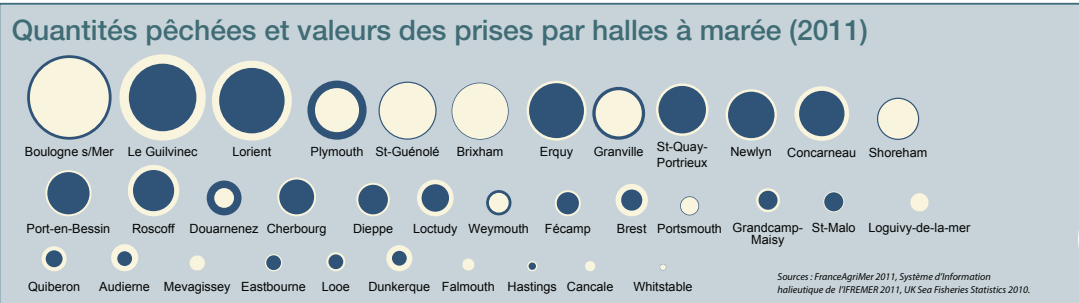 Quantités pêchées et valeurs des prises par halles à marée (2011)
Boulogne s/Mer Le Guilvinec Lorient Plymouth St-Guénolé Brixham Erquy Granville St-Quay-
Portrieux Newlyn Concarneau Shoreham
Port-en-Bessin Roscoff Douarnenez Cherbourg Dieppe Loctudy Weymouth Fécamp Brest Portsmouth Grandcamp-
Maisy St-Malo Loguivy-de-la-mer
Quiberon Audierne Mevagissey Eastbourne Looe Dunkerque Falmouth Hastings Cancale Whitstable
Sources : FranceAgriMer 2011, Système d'Information
halieutique de l'IFREMER 2011, UK Sea Fisheries Statistics 2010.